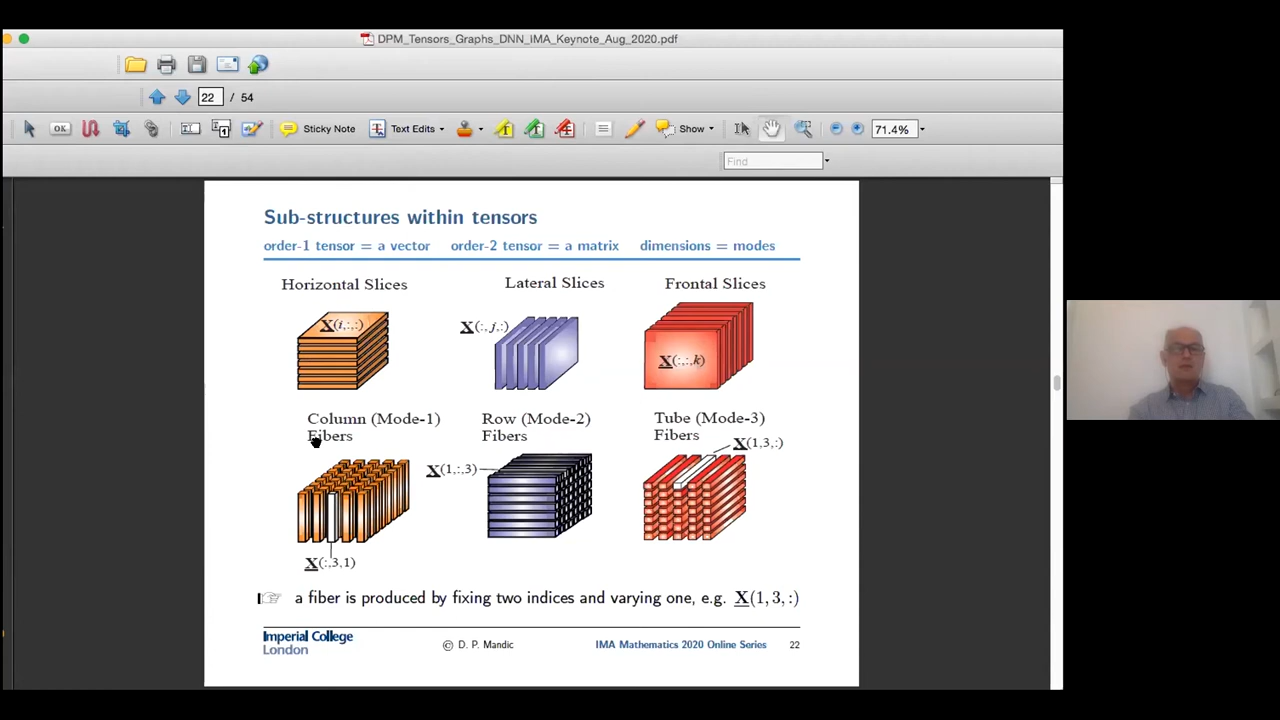 DPM_Tensors_Graphs_DNN_IMA_Keynote_Aug_2020.pdf
22 / 54
OK Sticky Note Text Edits Show 71.4%
Find
Sub-structures within tensors
order-1 tensor = a vector order-2 tensor = a matrix dimensions = modes
Horizontal Slices Lateral Slices Frontal Slices
X(i,:,:) X(:,j,:) X(:,:,k)
Column (Mode-1) Row (Mode-2) Tube (Mode-3)
Fibers Fibers Fibers
X(1,3,:)
X(1,:,3)
X(:,3,1)
a fiber is produced by fixing two indices and varying one, e.g. X(1, 3, :)
Imperial College
London
© D. P. Mandic IMA Mathematics 2020 Online Series 22